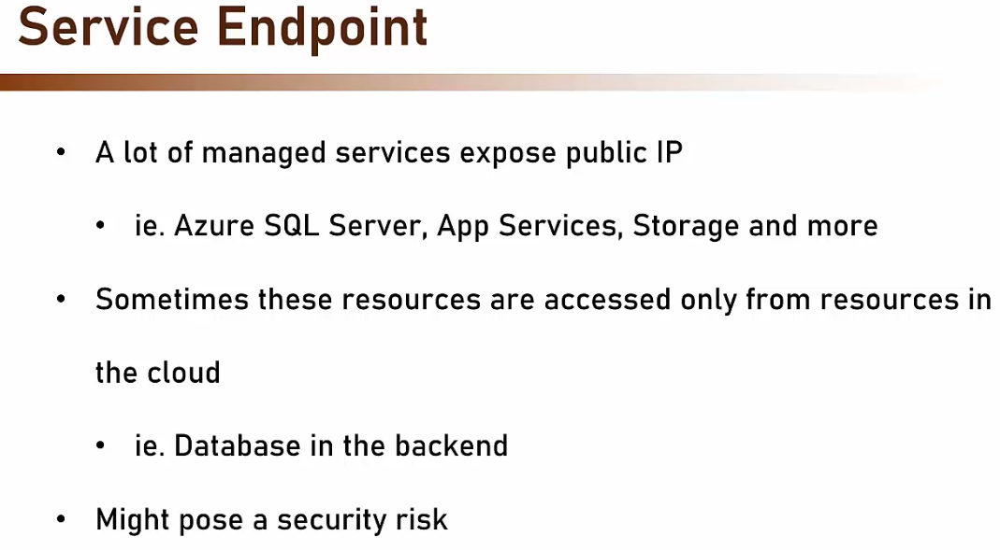 Service Endpoint
• A lot of managed services expose public IP
• ie. Azure SQL Server, App Services, Storage and more
• Sometimes these resources are accessed only from resources in
the cloud
• ie. Database in the backend
• Might pose a security risk